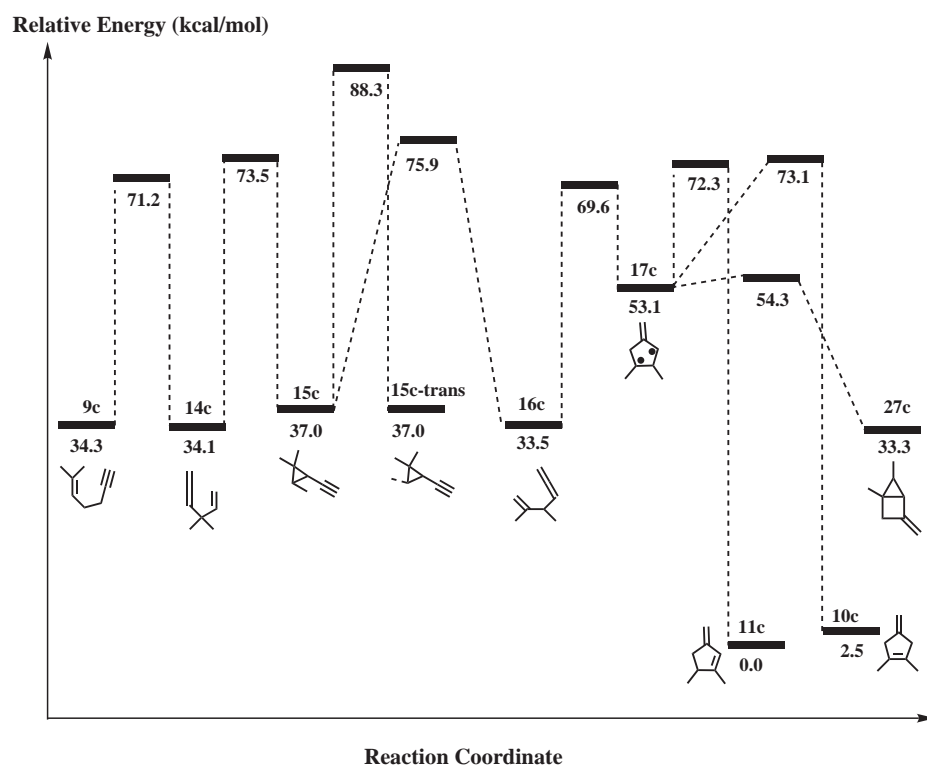 Relative Energy (kcal/mol)
88.3
75.9
73.5
72.3
73.1
71.2
69.6
17c
53.1
54.3
9c
34.3
14c
34.1
15c
37.0
15c-trans
37.0
16c
33.5
27c
33.3
11c
0.0
10c
2.5
Reaction Coordinate